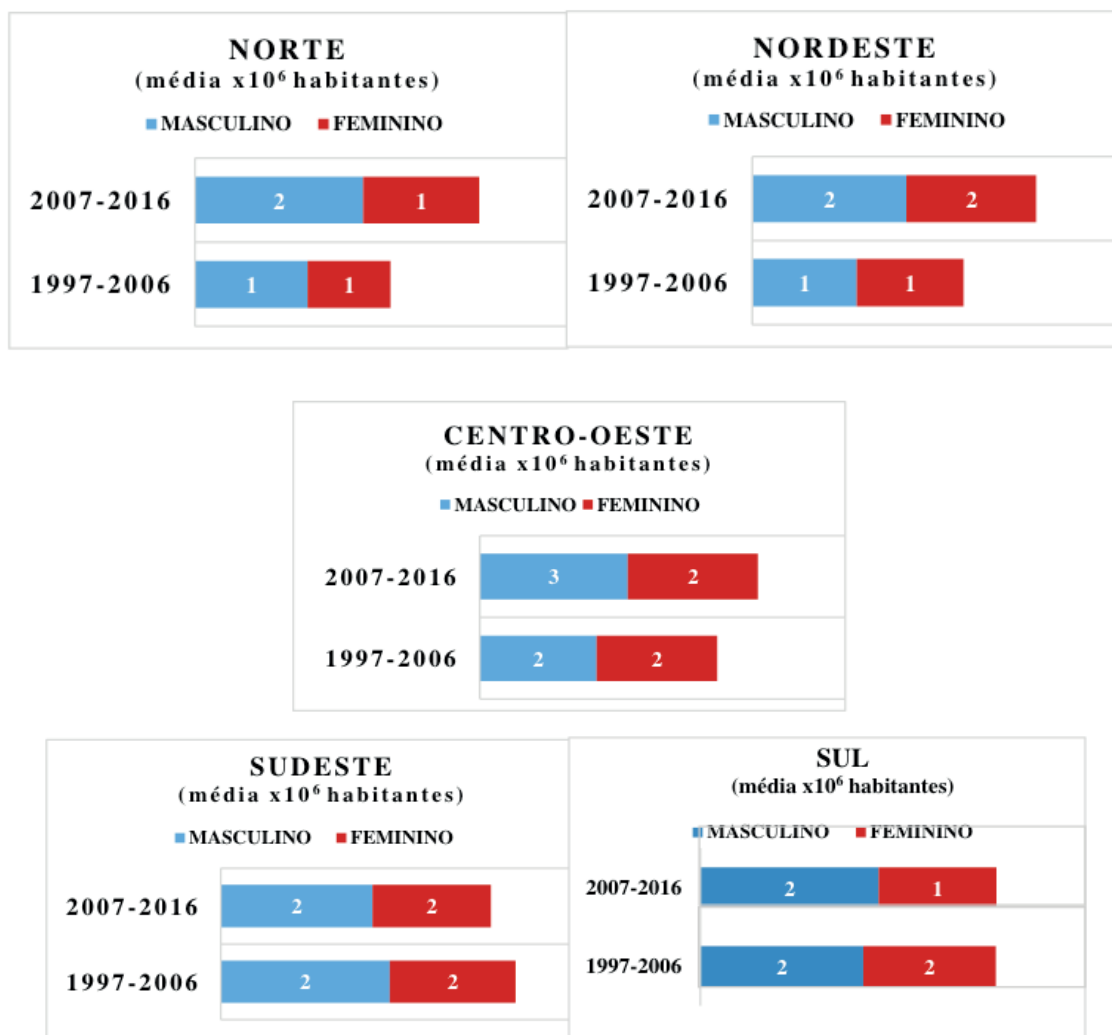 NORTE
(média x10⁶ habitantes)
MASCULINO FEMININO
2007-2016 2 1
1997-2006 1 1
NORDESTE
(média x10⁶ habitantes)
MASCULINO FEMININO
2007-2016 2 2
1997-2006 1 1
CENTRO-OESTE
(média x10⁶ habitantes)
MASCULINO FEMININO
2007-2016 3 2
1997-2006 2 2
SUDESTE
(média x10⁶ habitantes)
MASCULINO FEMININO
2007-2016 2 2
1997-2006 2 2
SUL
(média x10⁶ habitantes)
MASCULINO FEMININO
2007-2016 2 1
1997-2006 2 2